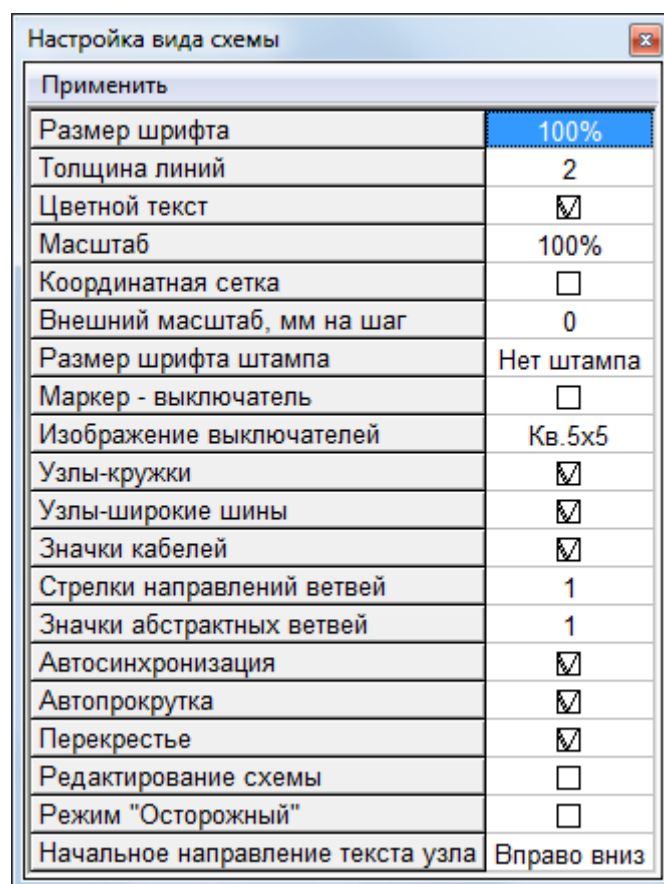 Настройка вида схемы
Применить
Размер шрифта 100%
Толщина линий 2
Цветной текст
Масштаб 100%
Координатная сетка
Внешний масштаб, мм на шаг 0
Размер шрифта штампа Нет штампа
Маркер - выключатель
Изображение выключателей Кв.5x5
Узлы-кружки
Узлы-широкие шины
Значки кабелей
Стрелки направлений ветвей 1
Значки абстрактных ветвей 1
Автосинхронизация
Автопрокрутка
Перекрестье
Редактирование схемы
Режим "Осторожный"
Начальное направление текста узла Вправо вниз